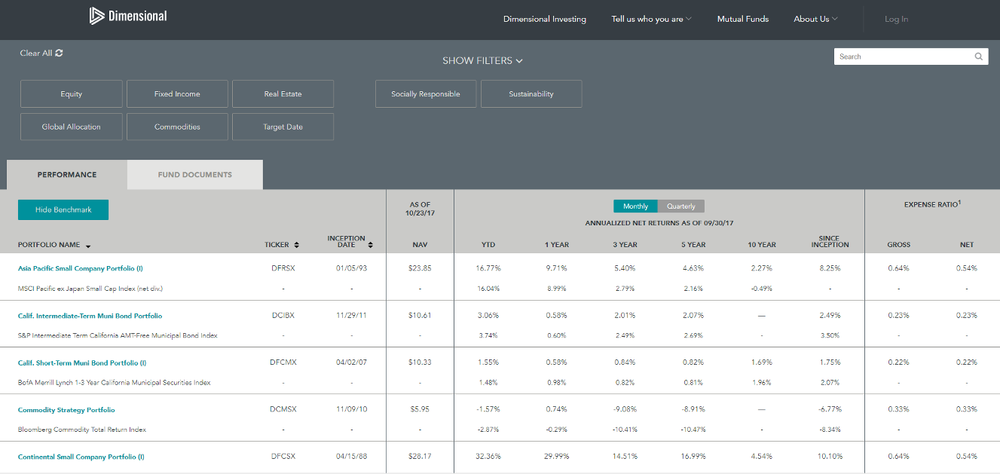 Dimensional
Dimensional Investing Tell us who you are Mutual Funds About Us Log In
Clear All
SHOW FILTERS
Search
Equity Fixed Income Real Estate Socially Responsible Sustainability
Global Allocation Commodities Target Date
PERFORMANCE FUND DOCUMENTS
Hide Benchmark
AS OF
10/23/17
Monthly Quarterly
ANNUALIZED NET RETURNS AS OF 09/30/17
EXPENSE RATIO1
PORTFOLIO NAME TICKER INCEPTION DATE NAV YTD 1 YEAR 3 YEAR 5 YEAR 10 YEAR SINCE INCEPTION GROSS NET
Asia Pacific Small Company Portfolio (I) DFRSX 01/05/93 $23.85 16.77% 9.71% 5.40% 4.63% 2.27% 8.25% 0.64% 0.54%
MSCI Pacific ex Japan Small Cap Index (net div.) - - - 16.04% 8.99% 2.79% 2.16% -0.49% - - -
Calif. Intermediate-Term Muni Bond Portfolio DCIBX 11/29/11 $10.61 3.06% 0.58% 2.01% 2.07% — 2.49% 0.23% 0.23%
S&P Intermediate Term California AMT-Free Municipal Bond Index - - - 3.74% 0.60% 2.49% 2.69% - 3.50% - -
Calif. Short-Term Muni Bond Portfolio (I) DFCMX 04/02/07 $10.33 1.55% 0.58% 0.84% 0.82% 1.69% 1.75% 0.22% 0.22%
BofA Merrill Lynch 1-3 Year California Municipal Securities Index - - - 1.48% 0.98% 0.82% 0.81% 1.96% 2.07% - -
Commodity Strategy Portfolio DCMSX 11/09/10 $5.95 -1.57% 0.74% -9.08% -8.91% — -6.77% 0.33% 0.33%
Bloomberg Commodity Total Return Index - - - -2.87% -0.29% -10.41% -10.47% - -8.34% - -
Continental Small Company Portfolio (I) DFCSX 04/15/88 $28.17 32.36% 29.99% 14.51% 16.99% 4.54% 10.10% 0.64% 0.54%